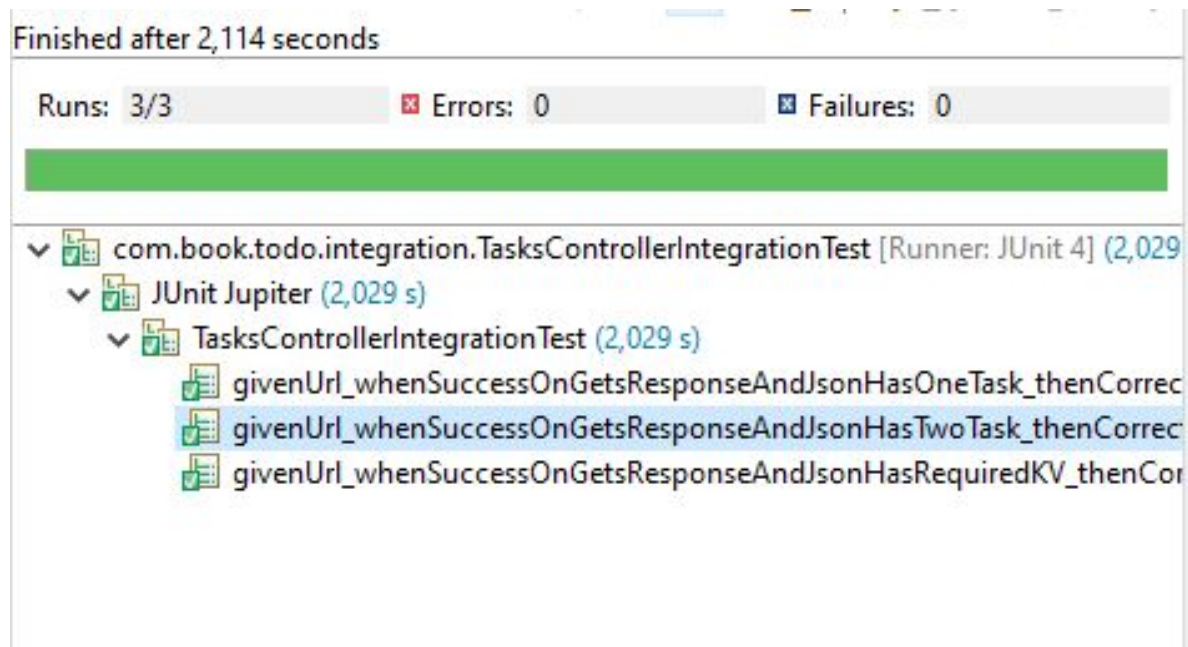 Finished after 2,114 seconds
Runs: 3/3 Errors: 0 Failures: 0
com.book.todo.integration.TasksControllerIntegrationTest [Runner: JUnit 4] (2,029
JUnit Jupiter (2,029 s)
TasksControllerIntegrationTest (2,029 s)
givenUrl_whenSuccessOnGetsResponseAndJsonHasOneTask_thenCorrec
givenUrl_whenSuccessOnGetsResponseAndJsonHasTwoTask_thenCorrec
givenUrl_whenSuccessOnGetsResponseAndJsonHasRequiredKV_thenCor